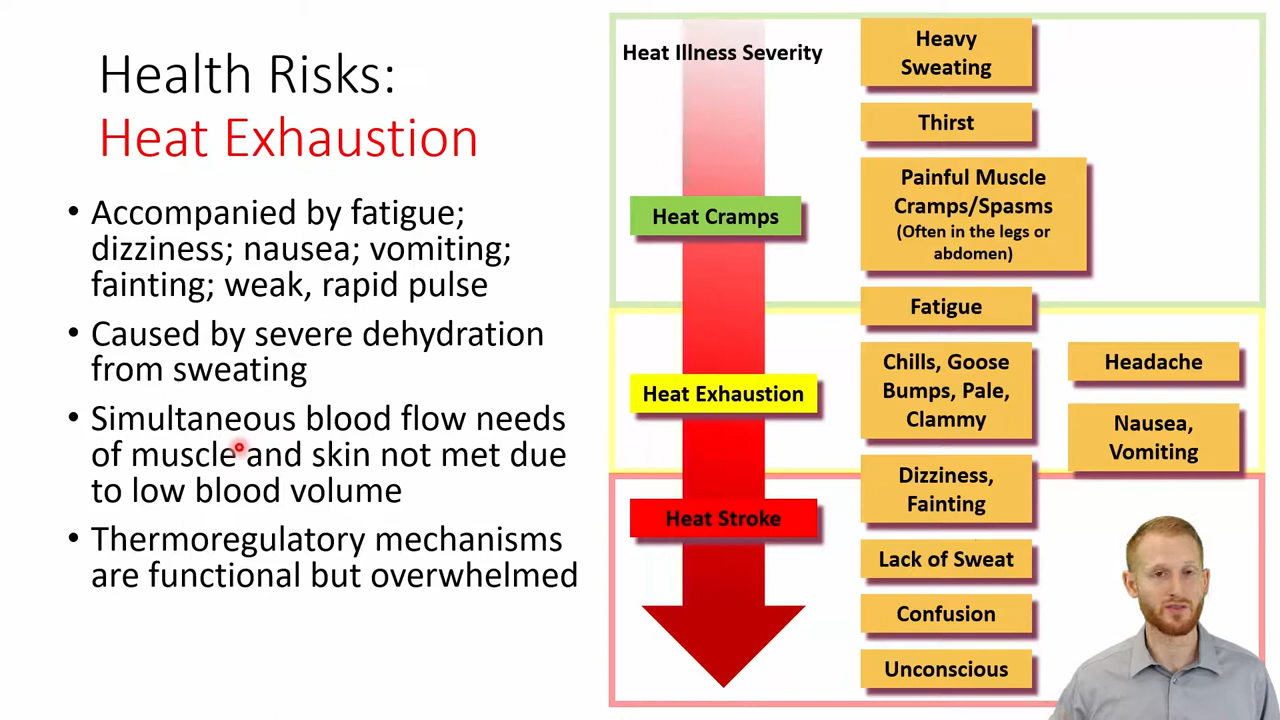 Health Risks:
Heat Exhaustion
• Accompanied by fatigue;
dizziness; nausea; vomiting;
fainting; weak, rapid pulse
• Caused by severe dehydration
from sweating
• Simultaneous blood flow needs
of muscle and skin not met due
to low blood volume
• Thermoregulatory mechanisms
are functional but overwhelmed
Heat Illness Severity
Heat Cramps
Heat Exhaustion
Heat Stroke
Heavy
Sweating
Thirst
Painful Muscle
Cramps/Spasms
(Often in the legs or
abdomen)
Fatigue
Chills, Goose
Bumps, Pale,
Clammy
Headache
Nausea,
Vomiting
Dizziness,
Fainting
Lack of Sweat
Confusion
Unconscious